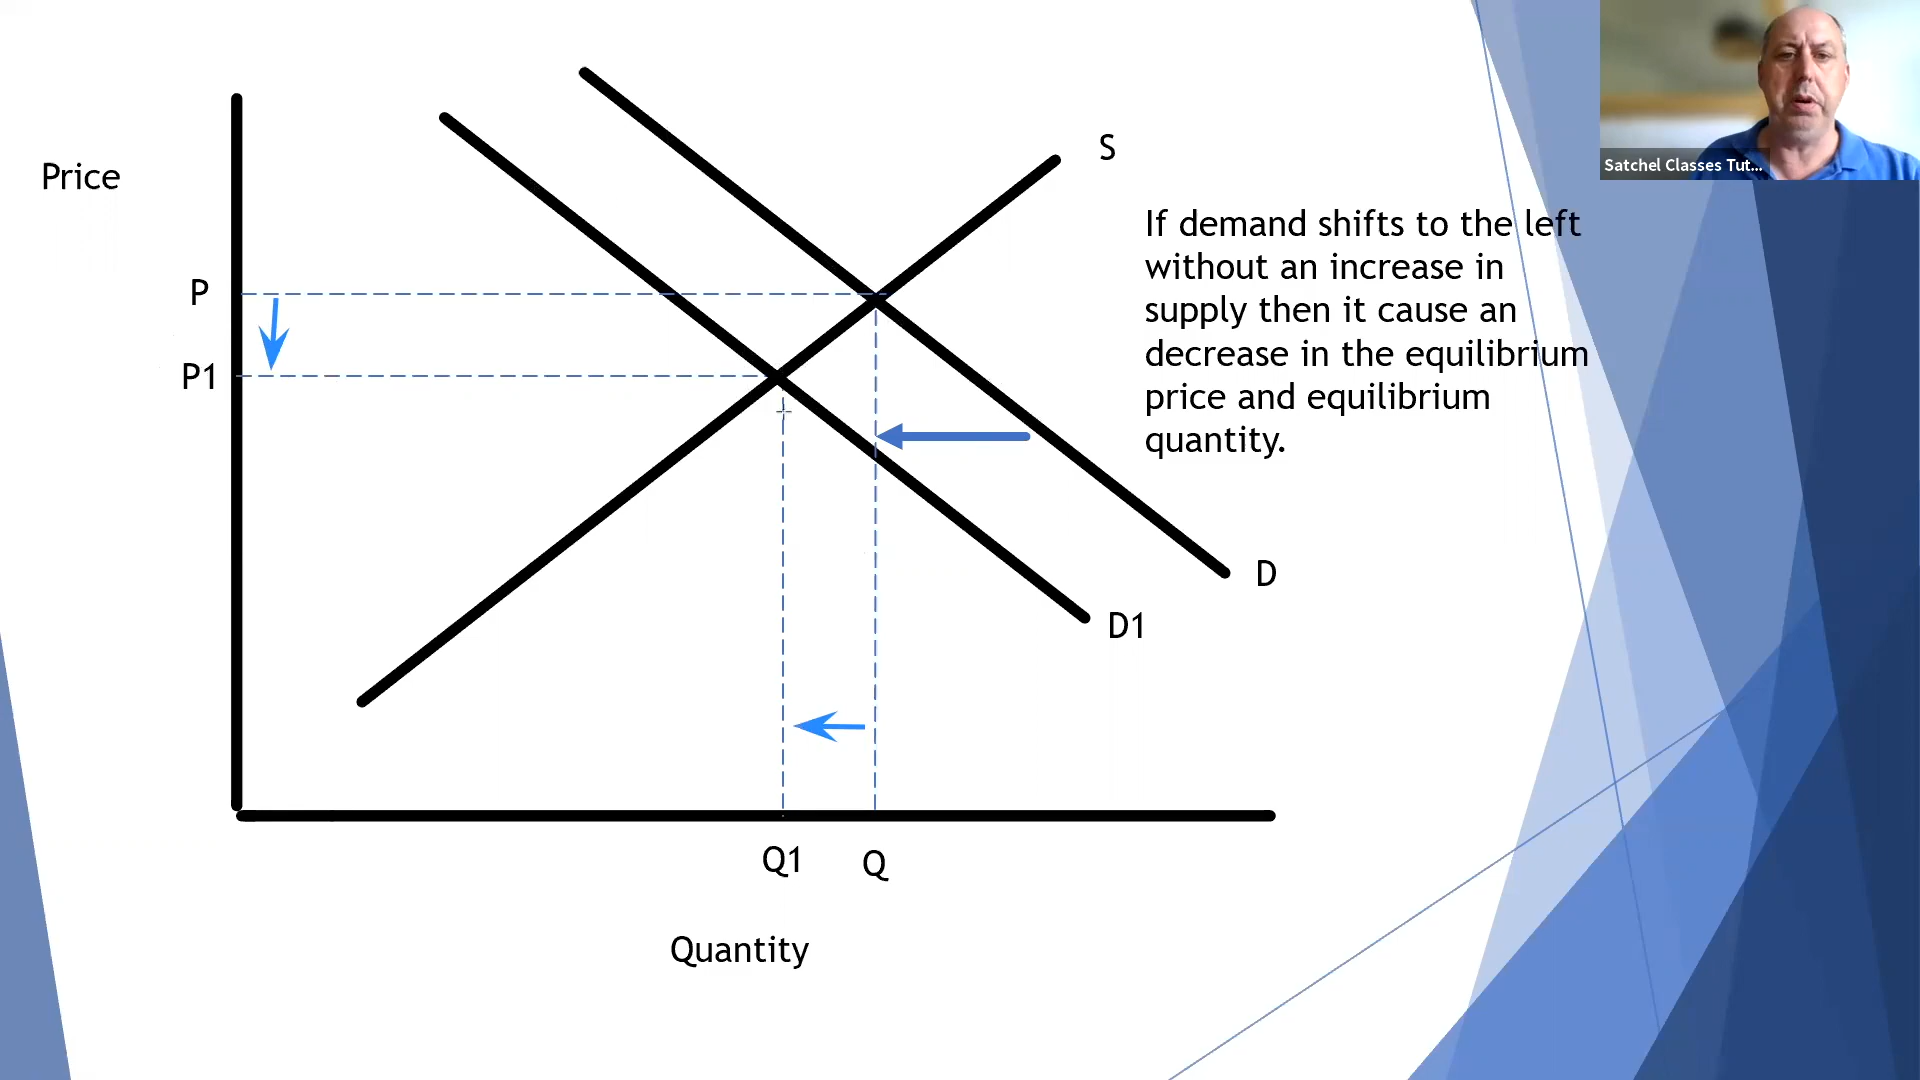 Satchel Classes Tut...
Price
S
If demand shifts to the left
without an increase in
supply then it cause an
decrease in the equilibrium
price and equilibrium
quantity.
P
P1
D
D1
Q1
Q
Quantity